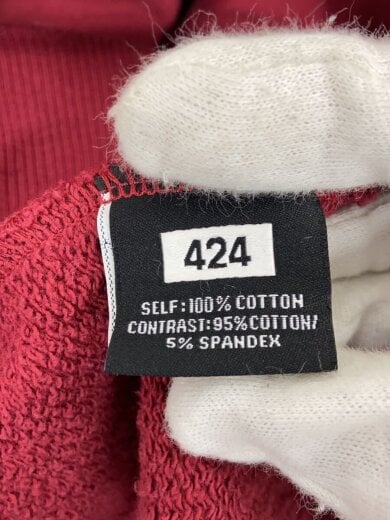 424
SELF:100% COTTON
CONTRAST:95%COTTON/
5% SPANDEX